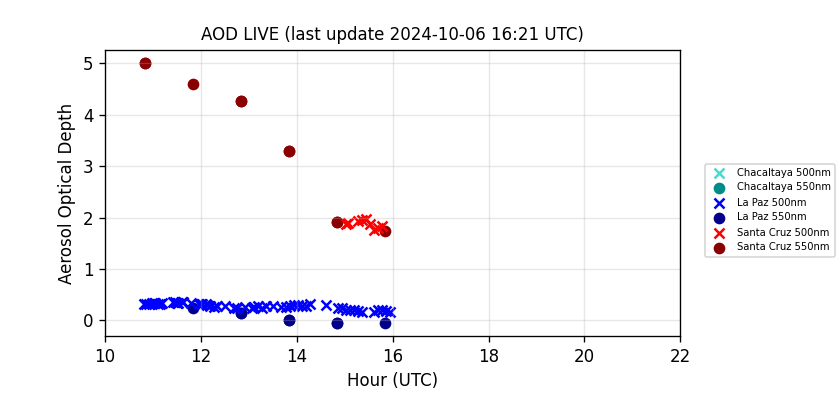 AOD LIVE (last update 2024-10-06 16:21 UTC)
Aerosol Optical Depth
5
4
3
2
1
0
10 12 14 16 18 20 22
Hour (UTC)
Chacaltaya 500nm
Chacaltaya 550nm
La Paz 500nm
La Paz 550nm
Santa Cruz 500nm
Santa Cruz 550nm